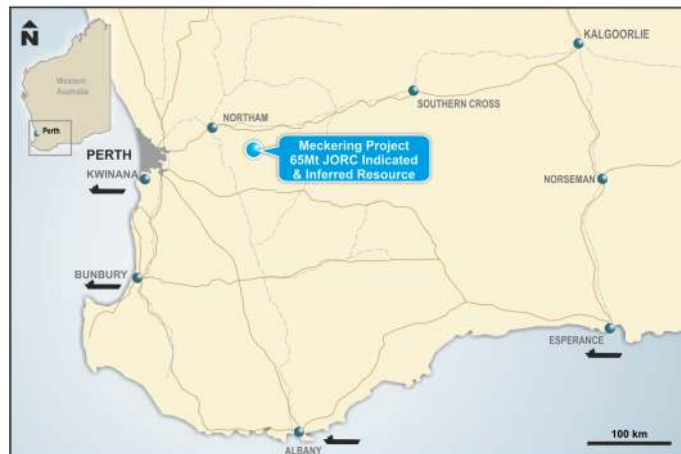 N
Western
Australia
Perth
KALGOORLIE
SOUTHERN CROSS
NORTHAM
Meckering Project
65Mt JORC Indicated
& Inferred Resource
PERTH
KWINANA
NORSEMAN
BUNBURY
ESPERANCE
ALBANY
100 km